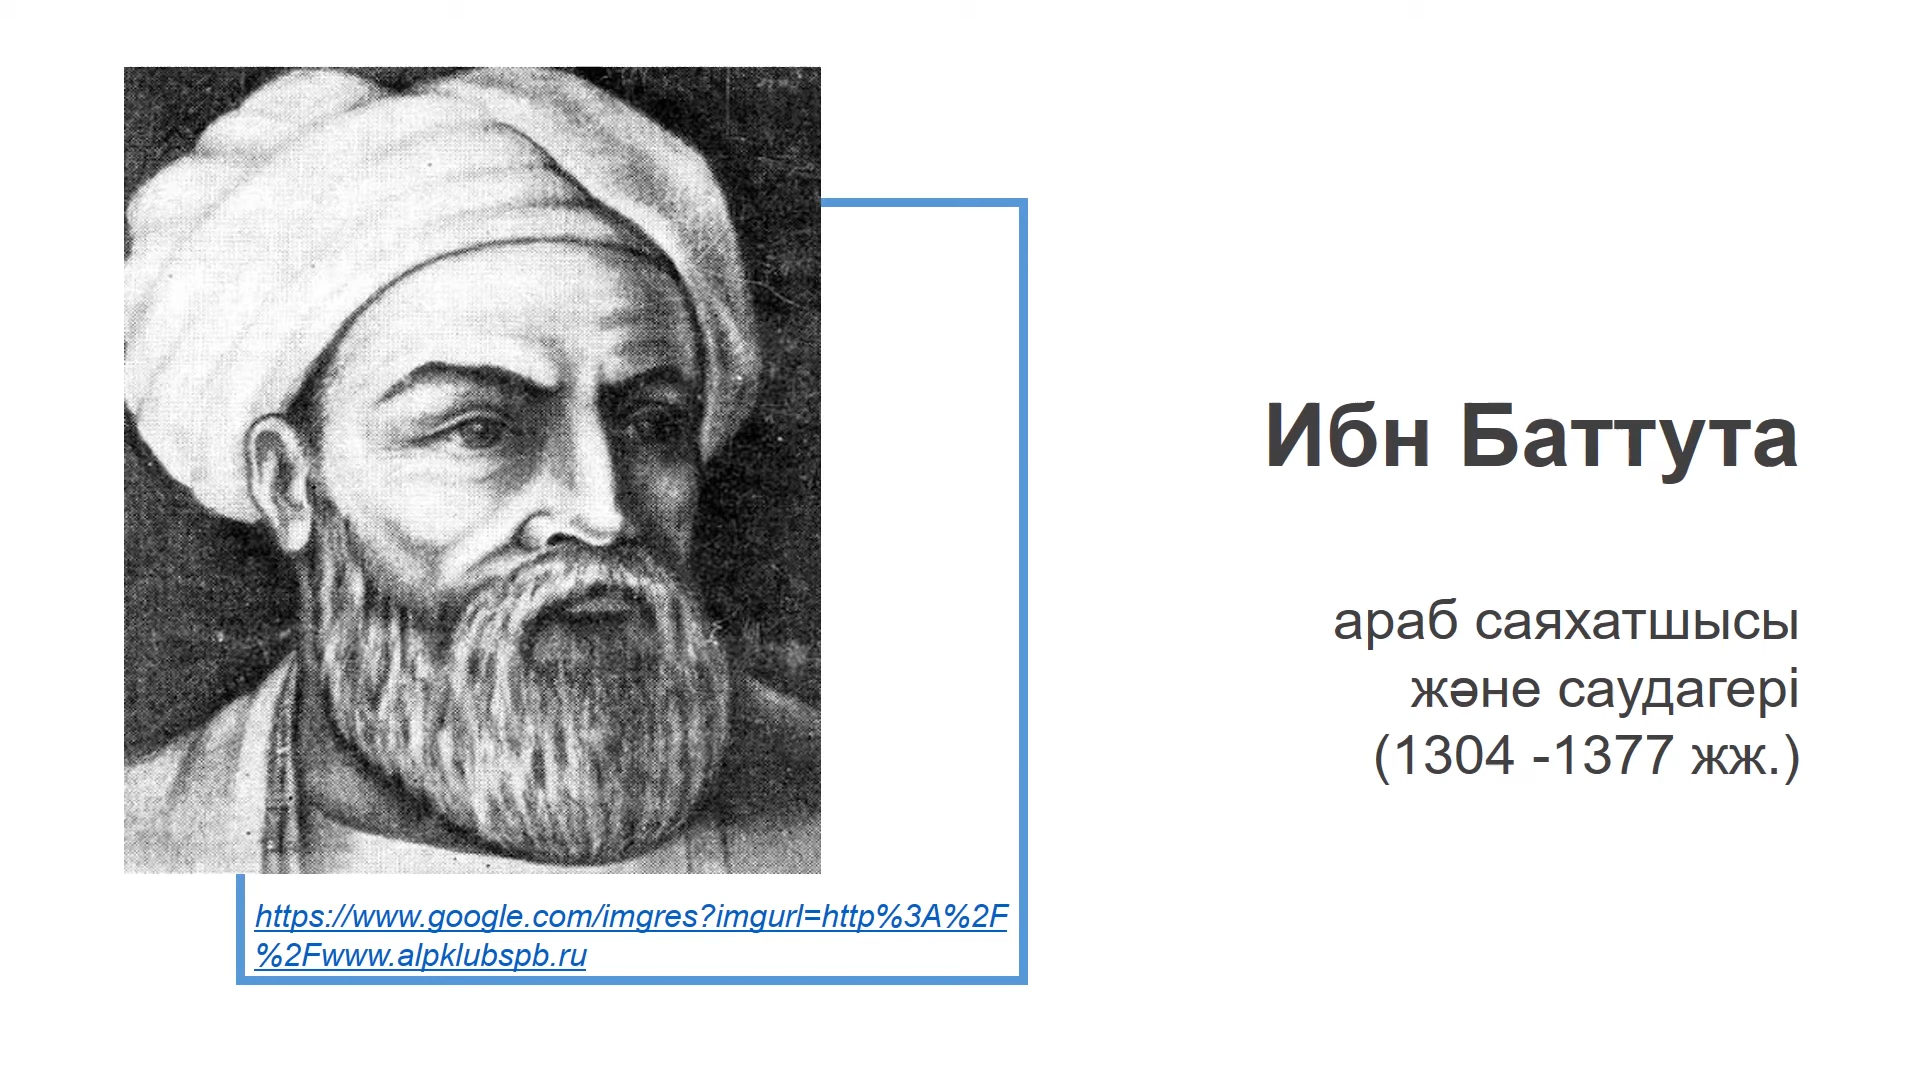 Ибн Баттута
араб саяхатшысы
және саудагері
(1304 -1377 жж.)
https://www.google.com/imgres?imgurl=http%3A%2F
%2Fwww.alpklubspb.ru